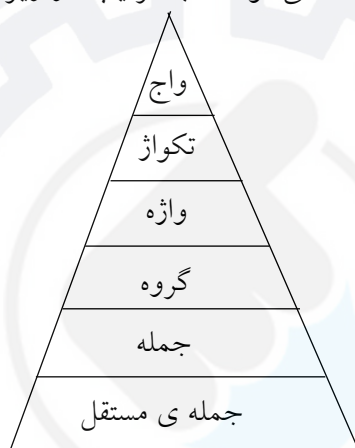 واج
تکواژ
واژه
گروه
جمله
جمله ی مستقل